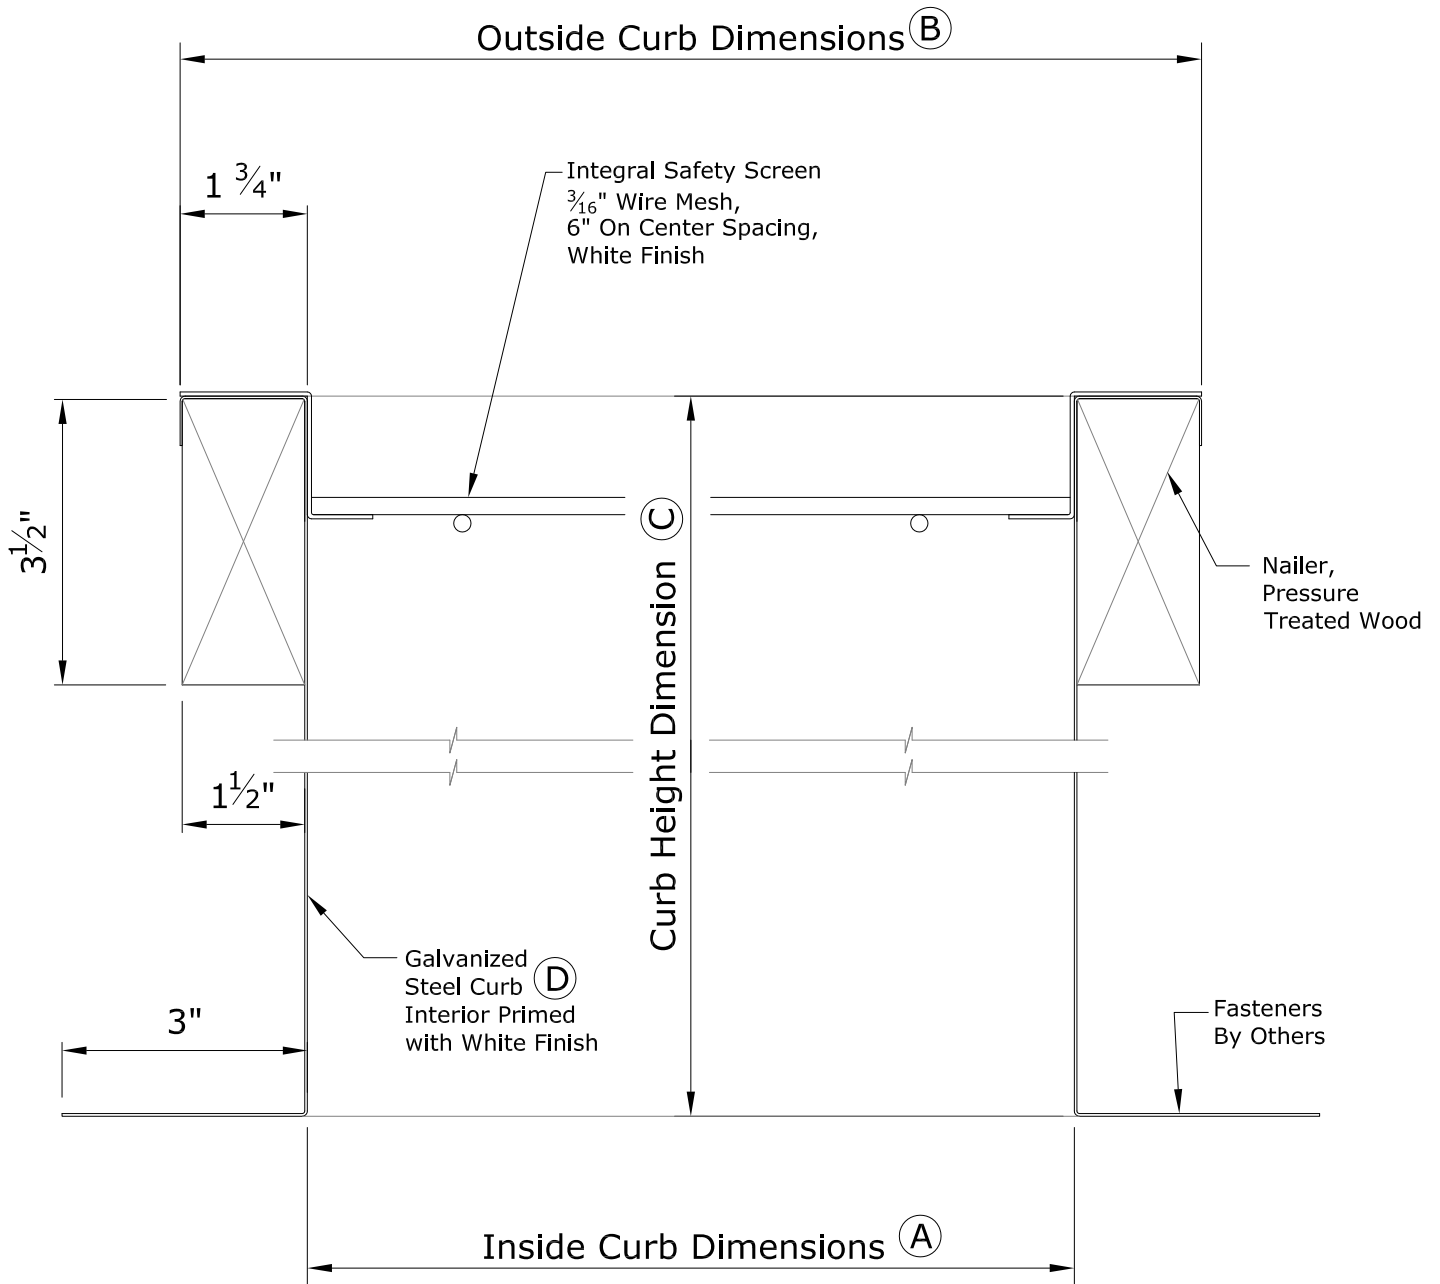 Outside Curb Dimensions B
1 3/4"
Integral Safety Screen
3/16" Wire Mesh,
6" On Center Spacing,
White Finish
3 1/2"
Curb Height Dimension C
Nailer,
Pressure
Treated Wood
1 1/2"
Galvanized
Steel Curb D
Interior Primed
with White Finish
3"
Fasteners
By Others
Inside Curb Dimensions A